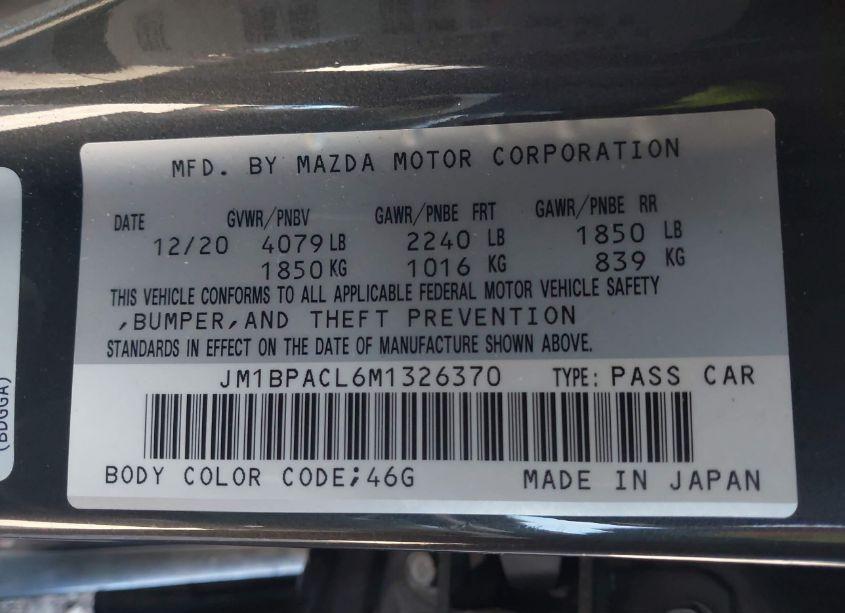 MFD. BY MAZDA MOTOR CORPORATION
DATE GVWR/PNBV GAWR/PNBE FRT GAWR/PNBE RR
12/20 4079 LB 2240 LB 1850 LB
1850 KG 1016 KG 839 KG
THIS VEHICLE CONFORMS TO ALL APPLICABLE FEDERAL MOTOR VEHICLE SAFETY
,BUMPER,AND THEFT PREVENTION
STANDARDS IN EFFECT ON THE DATE OF MANUFACTURE SHOWN ABOVE.
JM1BPACL6M1326370 TYPE: PASS CAR
BODY COLOR CODE;46G MADE IN JAPAN
(BDGGA)